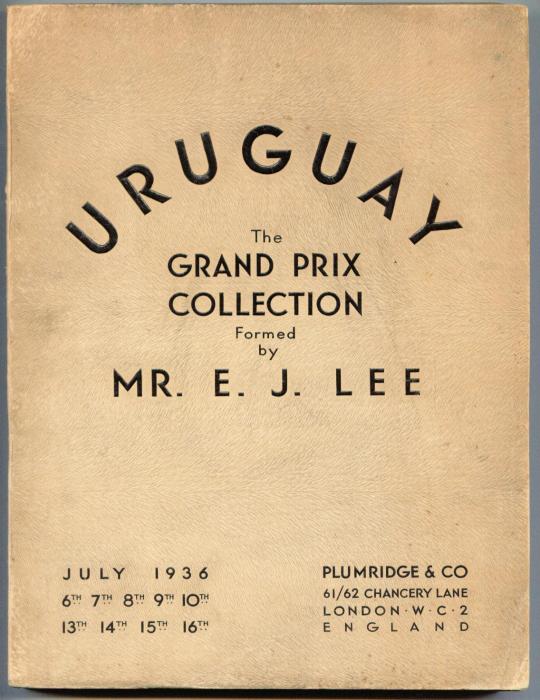 URUGUAY
The
GRAND PRIX
COLLECTION
Formed
by
MR. E. J. LEE
JULY 1936
6TH 7TH 8TH 9TH 10TH
13TH 14TH 15TH 16TH
PLUMRIDGE & CO
61/62 CHANCERY LANE
LONDON·W·C·2
ENGLAND